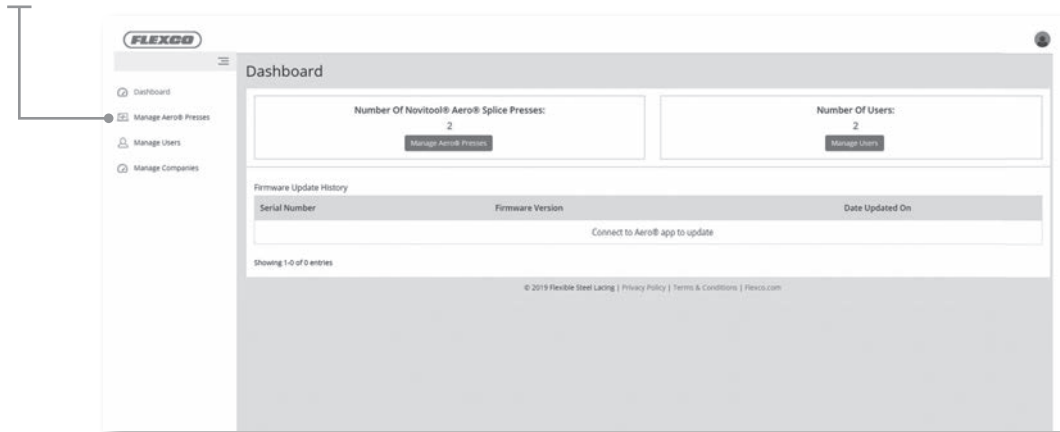 FLEXCO
Dashboard
Manage Aero® Presses
Manage Users
Manage Companies
Dashboard
Number Of Novitool® Aero® Splice Presses:
2
Manage Aero® Presses
Number Of Users:
2
Manage Users
Firmware Update History
Serial Number Firmware Version Date Updated On
Connect to Aero® app to update
Showing 1-0 of 0 entries
© 2019 Flexible Steel Lacing | Privacy Policy | Terms & Conditions | Flexco.com